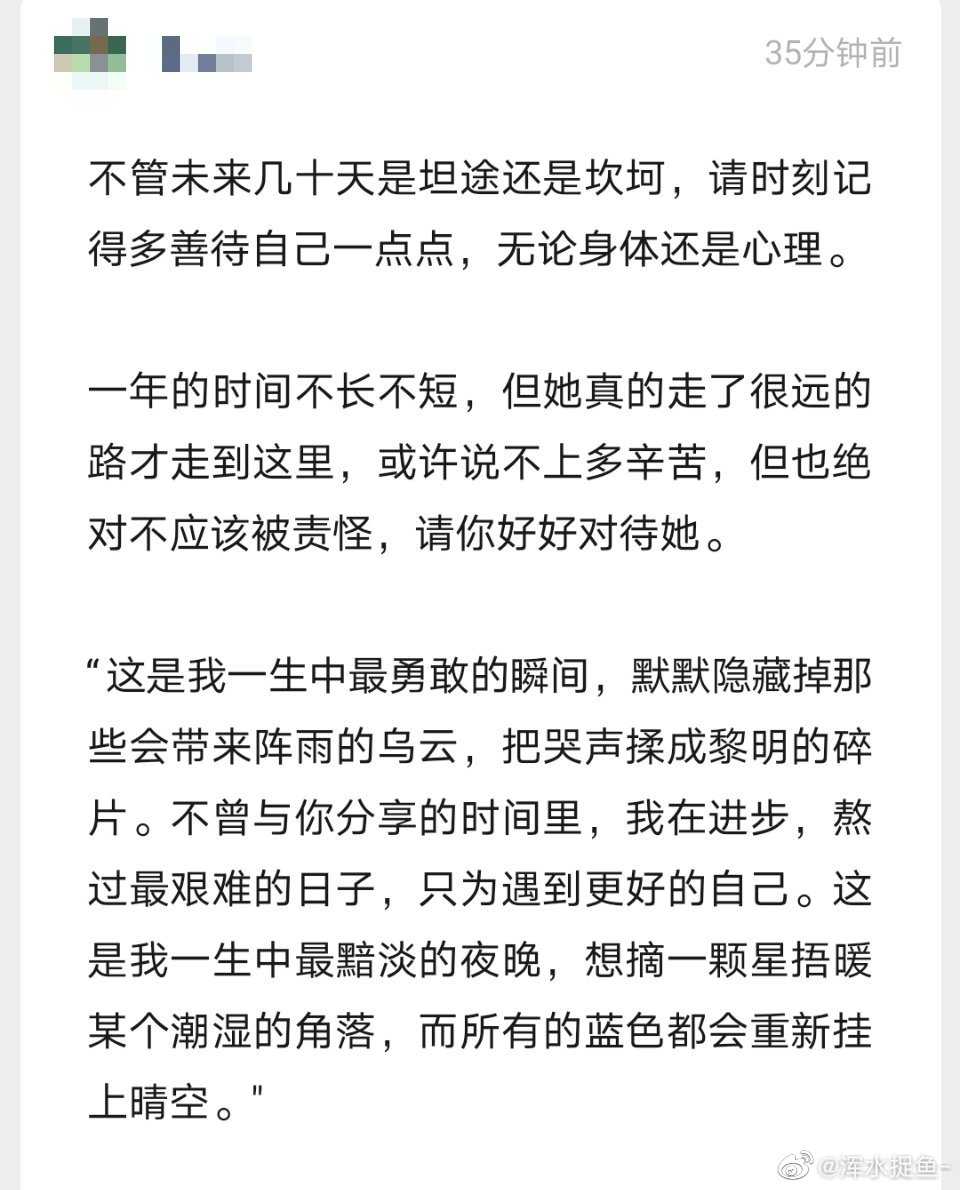 35分钟前
不管未来几十天是坦途还是坎坷，请时刻记
得多善待自己一点点，无论身体还是心理。
一年的时间不长不短，但她真的走了很远的
路才走到这里，或许说不上多辛苦，但也绝
对不应该被责怪，请你好好对待她。
“这是我一生中最勇敢的瞬间，默默隐藏掉那
些会带来阵雨的乌云，把哭声揉成黎明的碎
片。不曾与你分享的时间里，我在进步，熬
过最艰难的日子，只为遇到更好的自己。这
是我一生中最黯淡的夜晚，想摘一颗星捂暖
某个潮湿的角落，而所有的蓝色都会重新挂
上晴空。"
@浑水捉鱼-